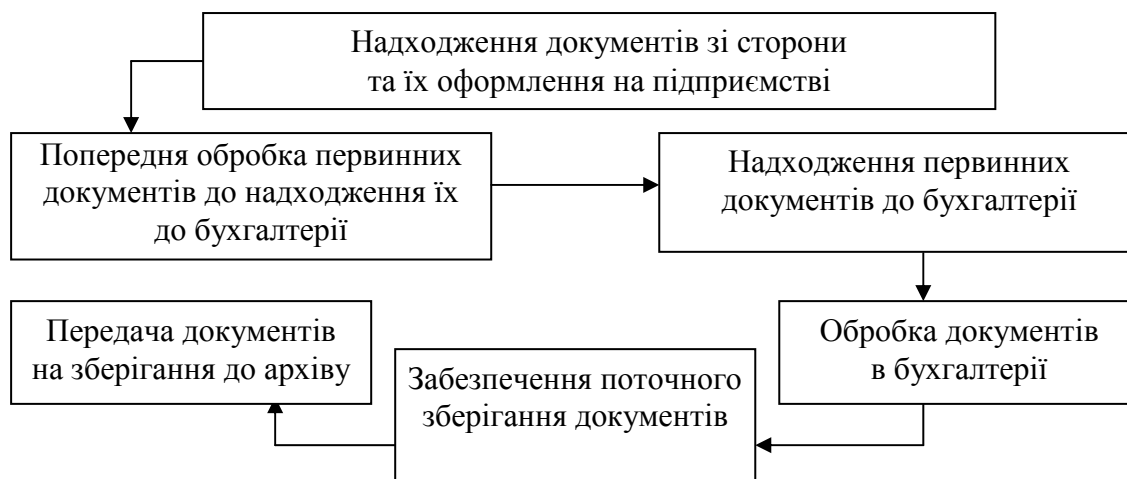 Надходження документів зі сторони
та їх оформлення на підприємстві
Попередня обробка первинних
документів до надходження їх
до бухгалтерії
Надходження первинних
документів до бухгалтерії
Обробка документів
в бухгалтерії
Забезпечення поточного
зберігання документів
Передача документів
на зберігання до архіву